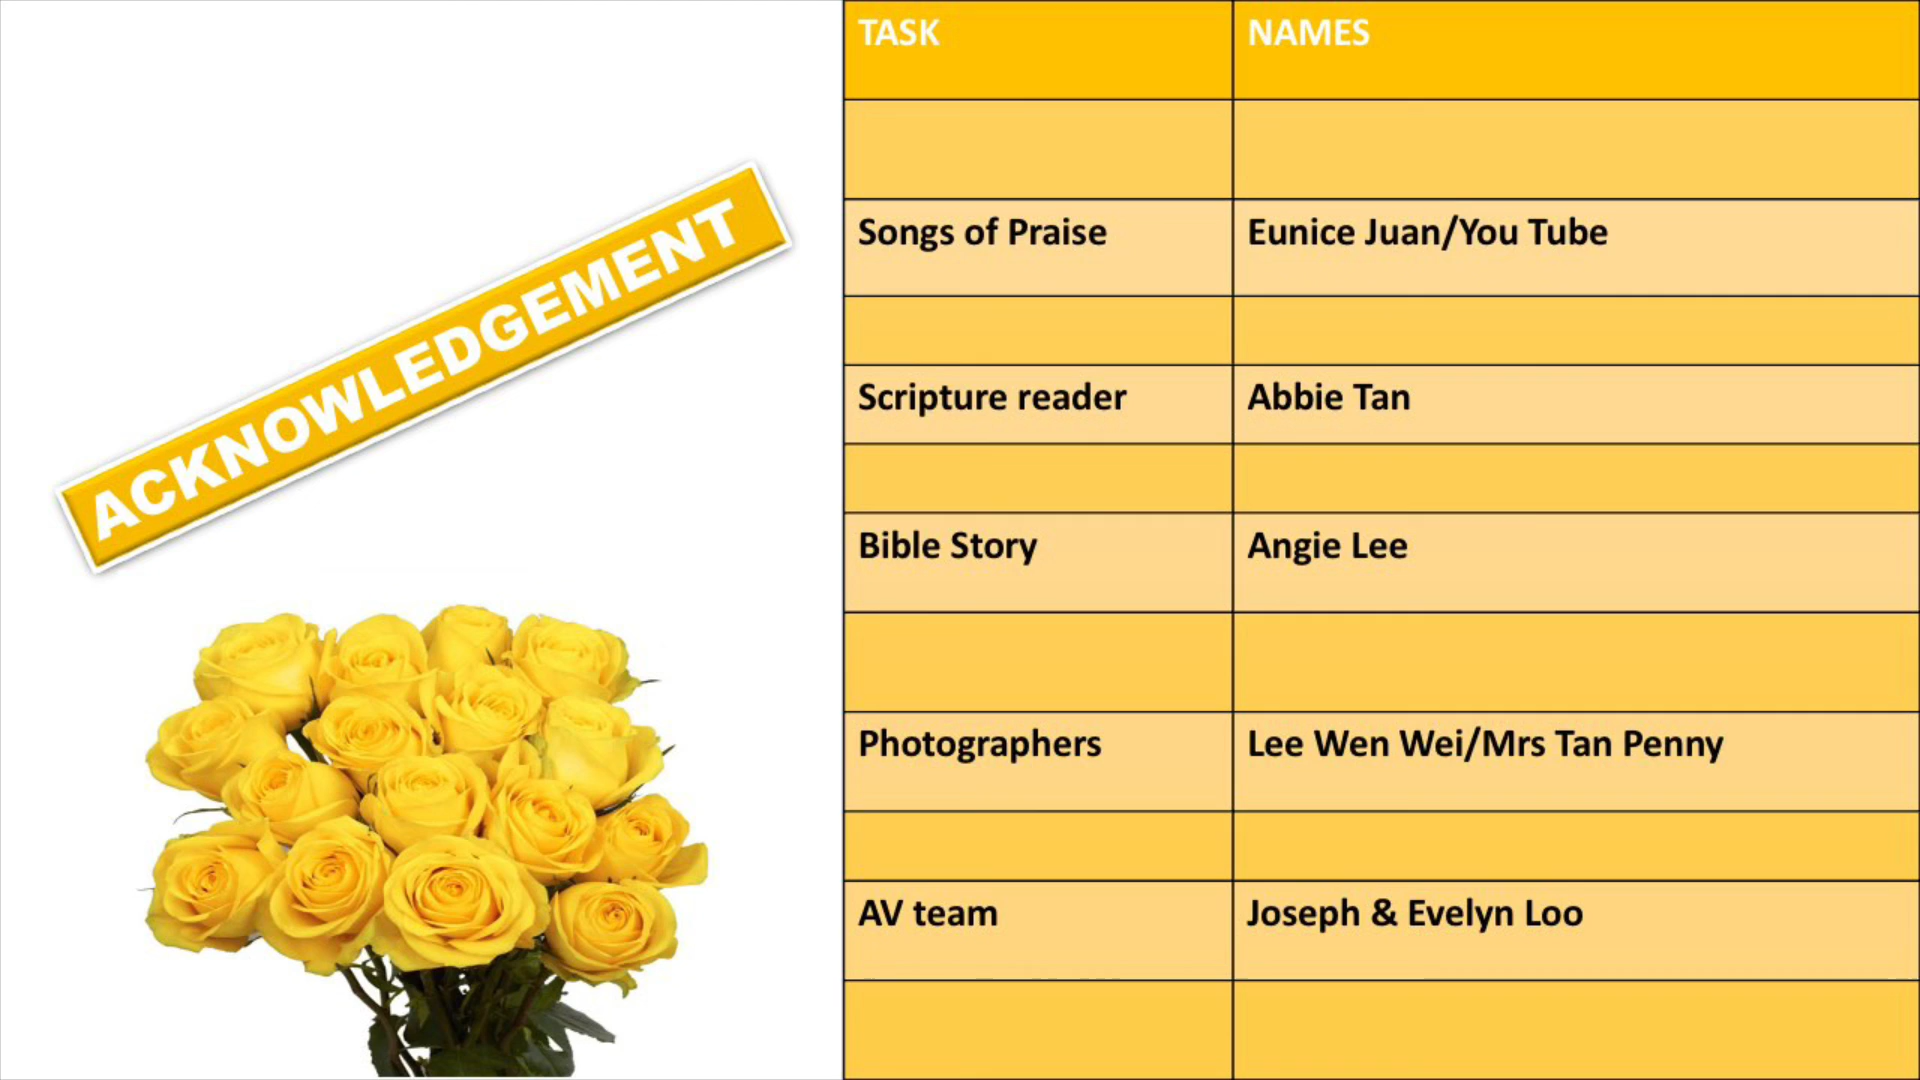 ACKNOWLEDGEMENT
TASK NAMES
Songs of Praise Eunice Juan/You Tube
Scripture reader Abbie Tan
Bible Story Angie Lee
Photographers Lee Wen Wei/Mrs Tan Penny
AV team Joseph & Evelyn Loo